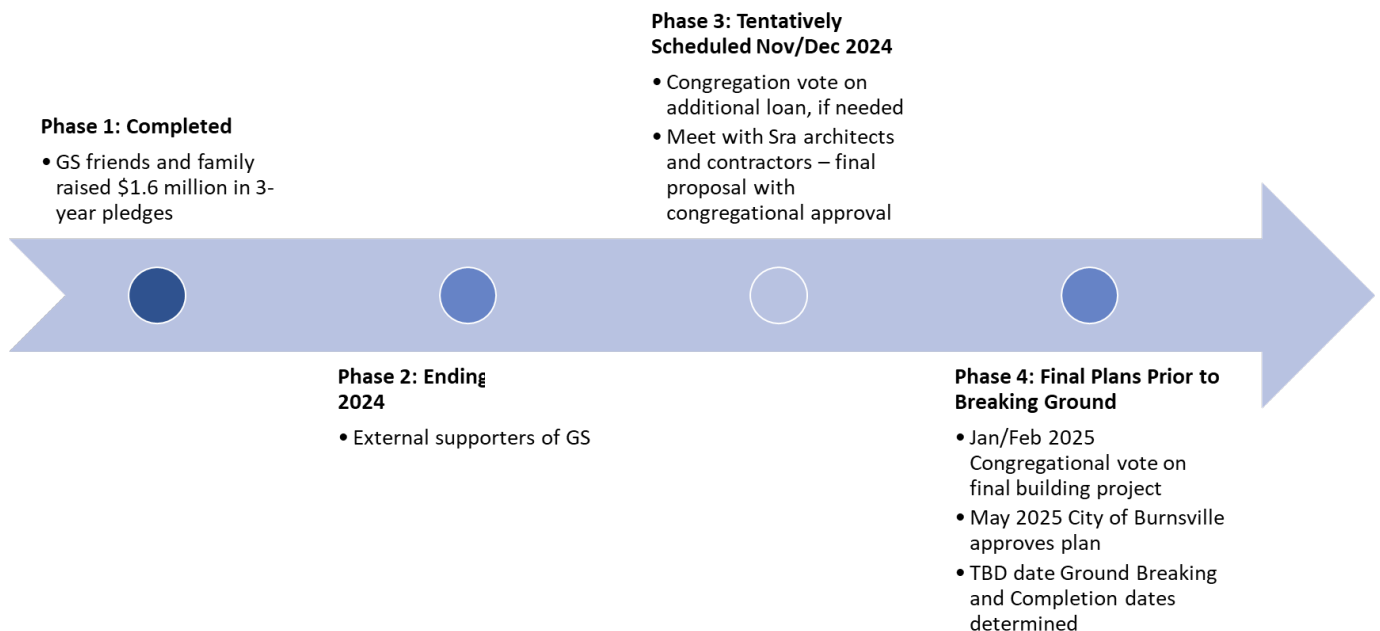 Phase 1: Completed
• GS friends and family
raised $1.6 million in 3-
year pledges
Phase 2: Ending
2024
• External supporters of GS
Phase 3: Tentatively
Scheduled Nov/Dec 2024
• Congregation vote on
additional loan, if needed
• Meet with Sra architects
and contractors – final
proposal with
congregational approval
Phase 4: Final Plans Prior to
Breaking Ground
• Jan/Feb 2025
Congregational vote on
final building project
• May 2025 City of Burnsville
approves plan
• TBD date Ground Breaking
and Completion dates
determined